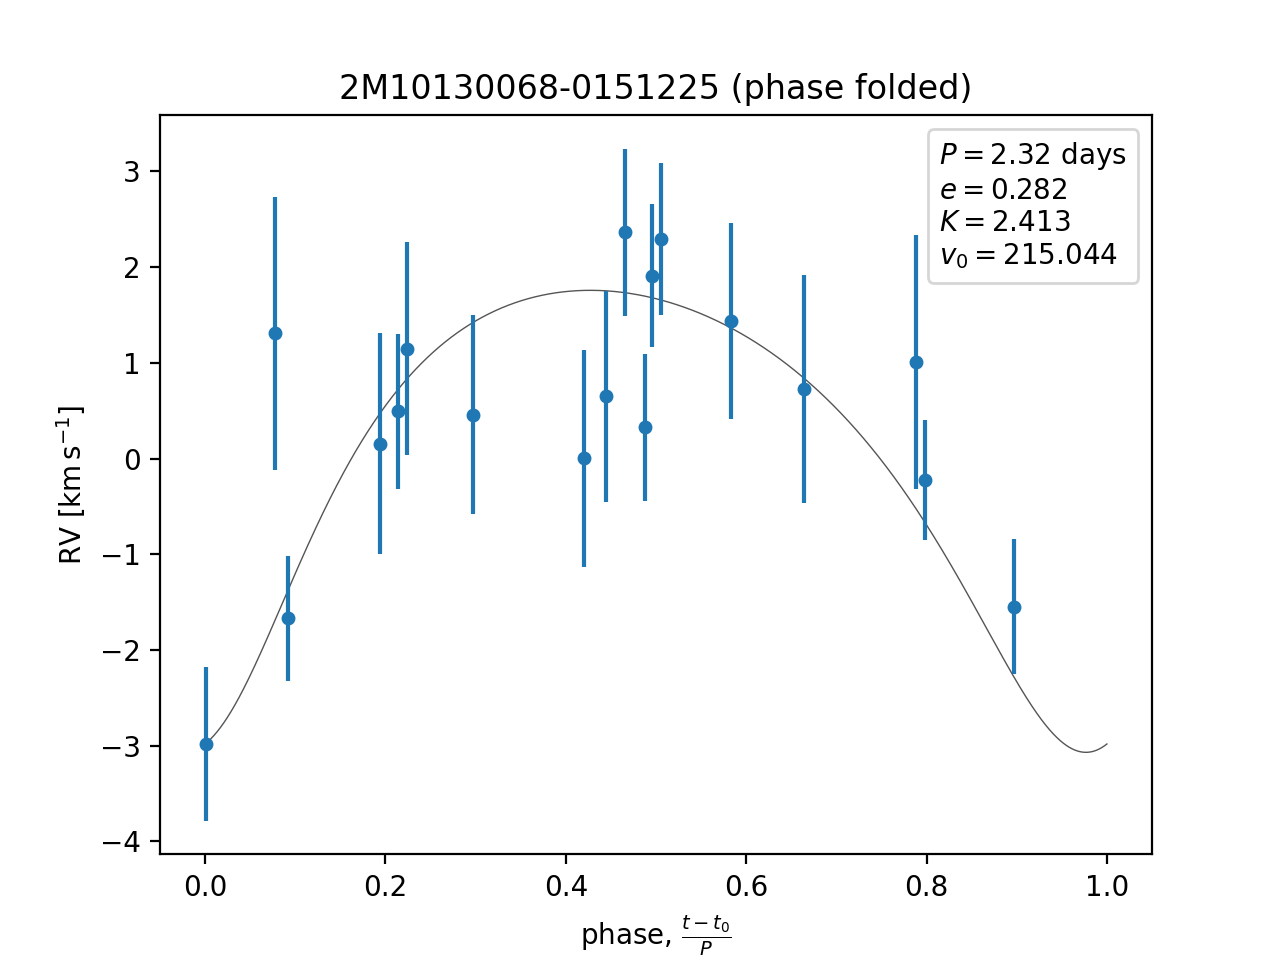 2M10130068-0151225 (phase folded)
P = 2.32 days
e = 0.282
K = 2.413
v₀ = 215.044
3
2
1
0
−1
−2
−3
−4
RV [km s⁻¹]
0.0 0.2 0.4 0.6 0.8 1.0
phase, (t − t₀)/P